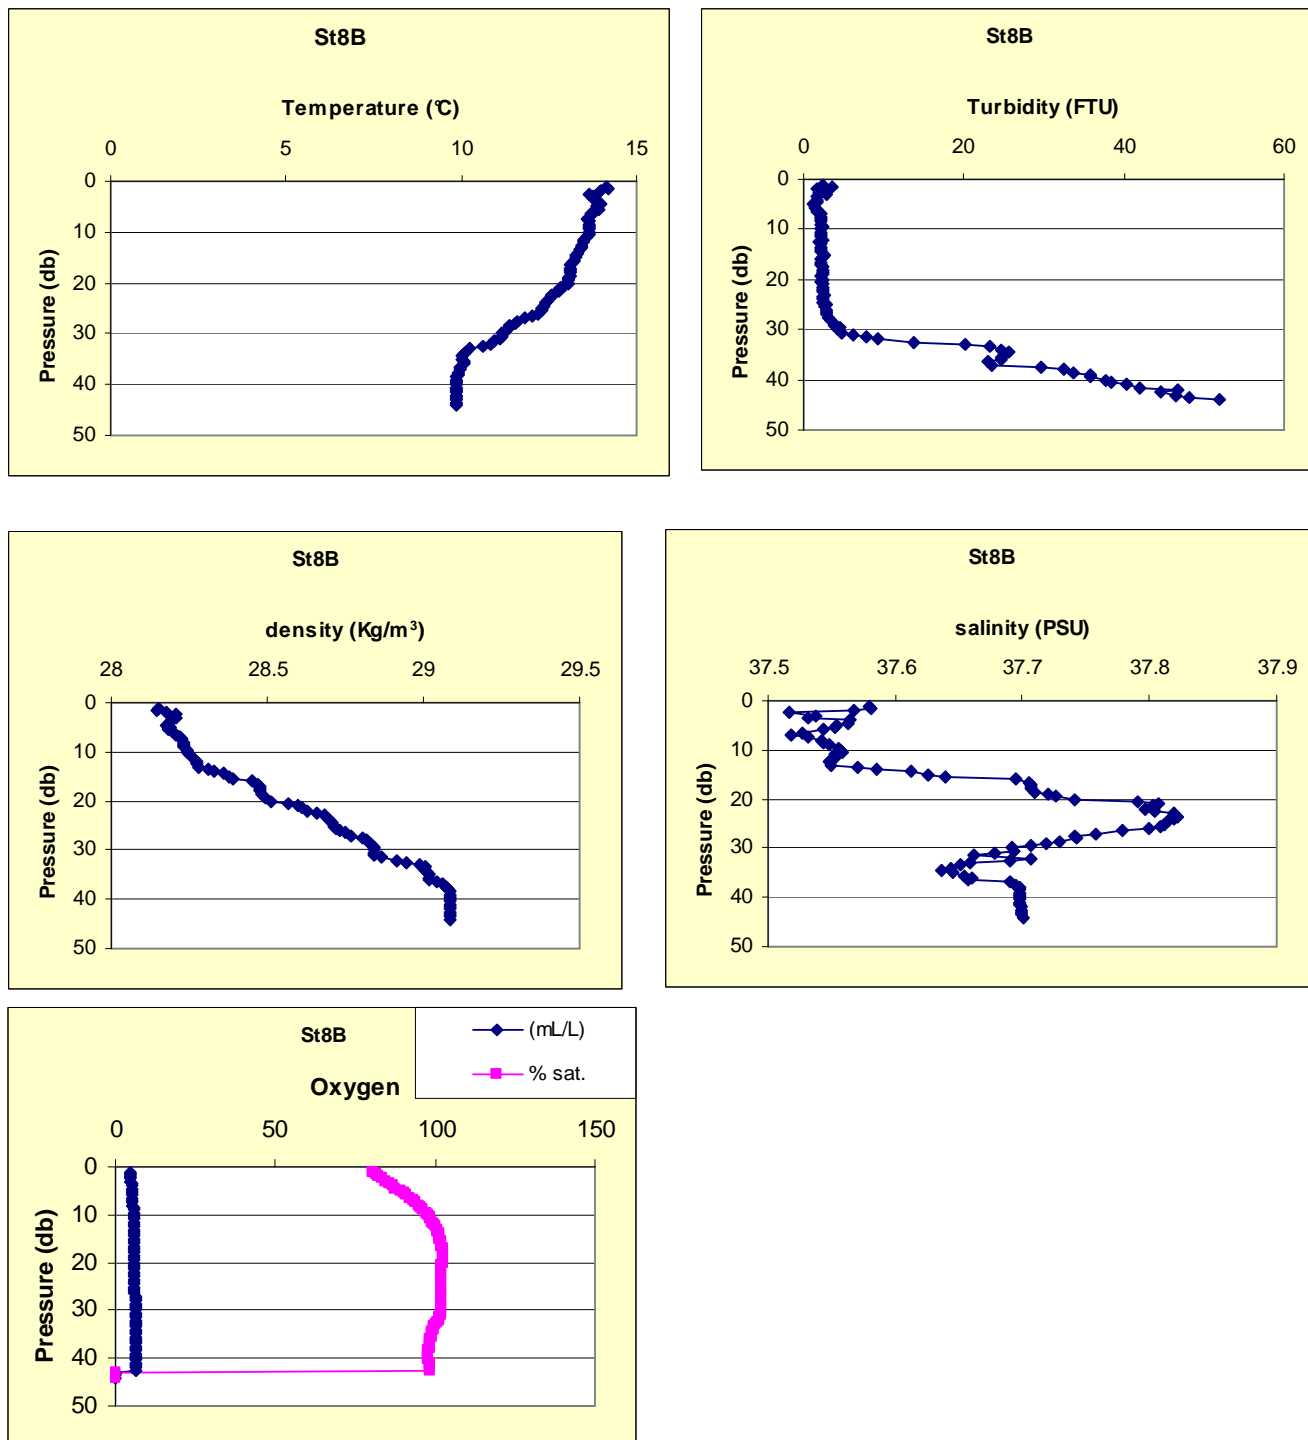 St8B
Temperature (°C)
0 5 10 15
0
10
20
30
40
50
Pressure (db)
St8B
Turbidity (FTU)
0 20 40 60
0
10
20
30
40
50
Pressure (db)
St8B
density (Kg/m³)
28 28.5 29 29.5
0
10
20
30
40
50
Pressure (db)
St8B
salinity (PSU)
37.5 37.6 37.7 37.8 37.9
0
10
20
30
40
50
Pressure (db)
St8B
Oxygen
(mL/L)
% sat.
0 50 100 150
0
10
20
30
40
50
Pressure (db)